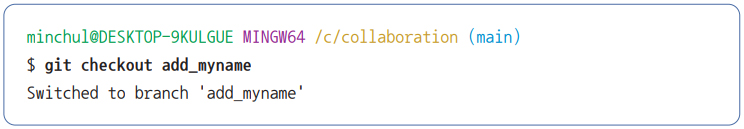 minchul@DESKTOP-9KULGUE MINGW64 /c/collaboration (main)
$ git checkout add_myname
Switched to branch 'add_myname'